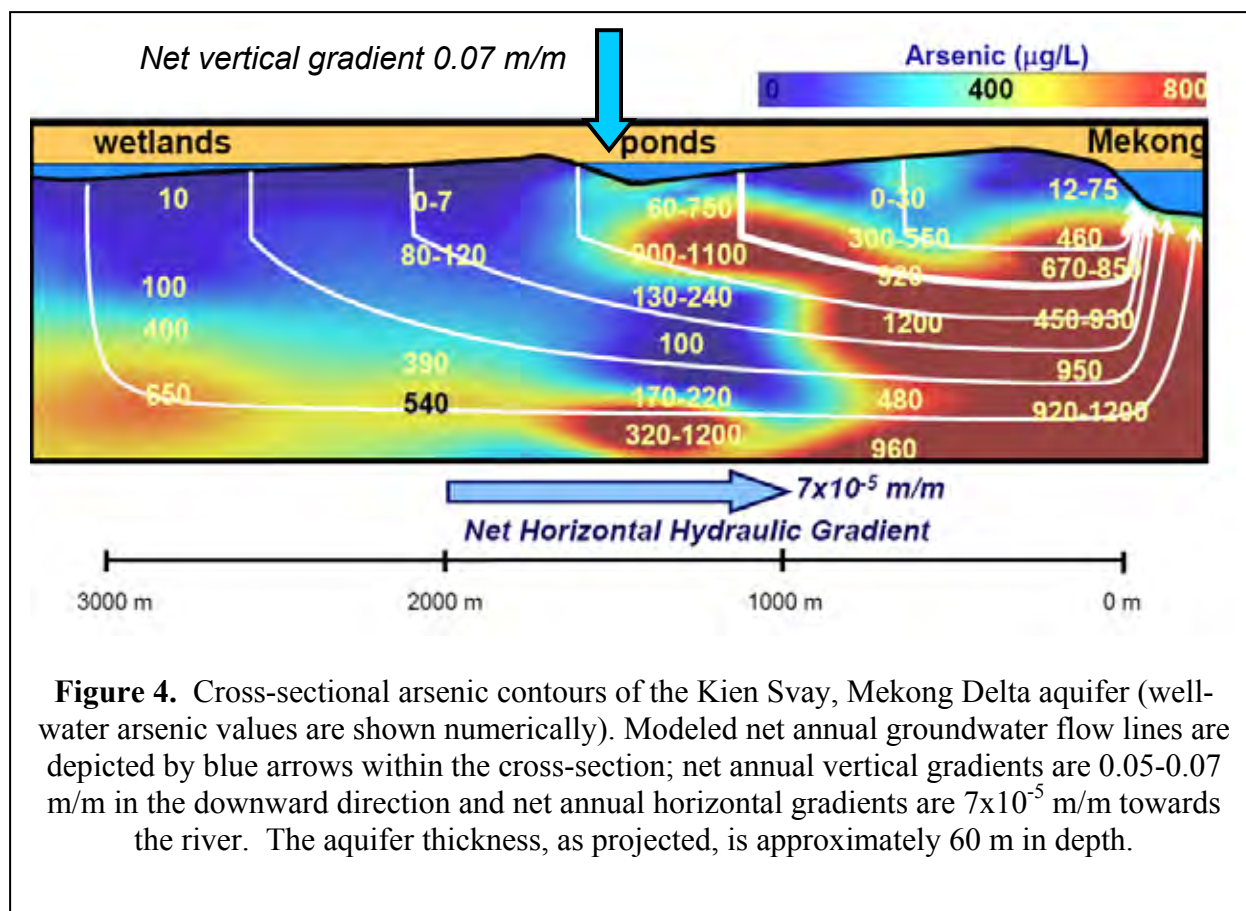 Net vertical gradient 0.07 m/m
Arsenic (µg/L)
0 400 800
wetlands ponds Mekong
10 0-7 60-750 0-30 12-75
80-120 900-1100 300-560 460
100 130-240 920 670-850
400 100 1200 450-930
390 950
650 540 170-220 480 920-1200
320-1200 960
7x10⁻⁵ m/m
Net Horizontal Hydraulic Gradient
3000 m 2000 m 1000 m 0 m
Figure 4. Cross-sectional arsenic contours of the Kien Svay, Mekong Delta aquifer (well-
water arsenic values are shown numerically). Modeled net annual groundwater flow lines are
depicted by blue arrows within the cross-section; net annual vertical gradients are 0.05-0.07
m/m in the downward direction and net annual horizontal gradients are 7x10⁻⁵ m/m towards
the river. The aquifer thickness, as projected, is approximately 60 m in depth.